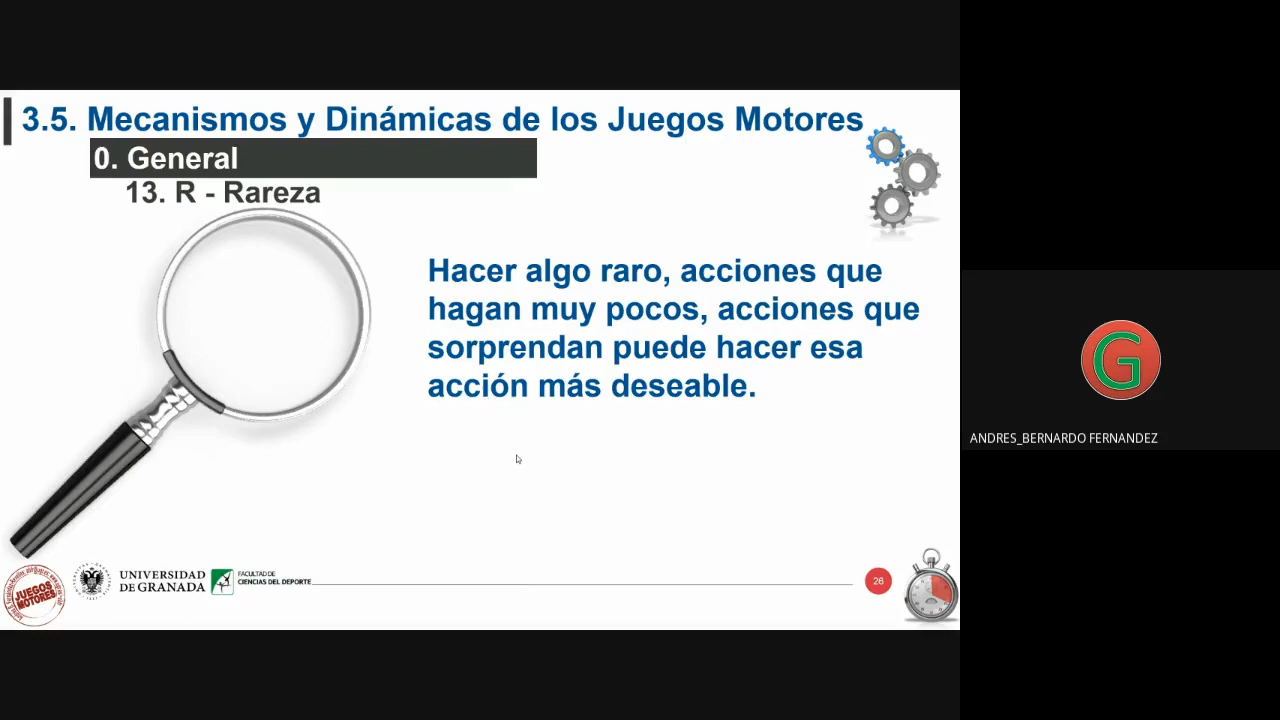 3.5. Mecanismos y Dinámicas de los Juegos Motores
0. General
13. R - Rareza
Hacer algo raro, acciones que
hagan muy pocos, acciones que
sorprendan puede hacer esa
acción más deseable.
G
ANDRES_BERNARDO FERNANDEZ
JUEGOS
MOTORES
UNIVERSIDAD
DE GRANADA
FACULTAD DE
CIENCIAS DEL DEPORTE
26